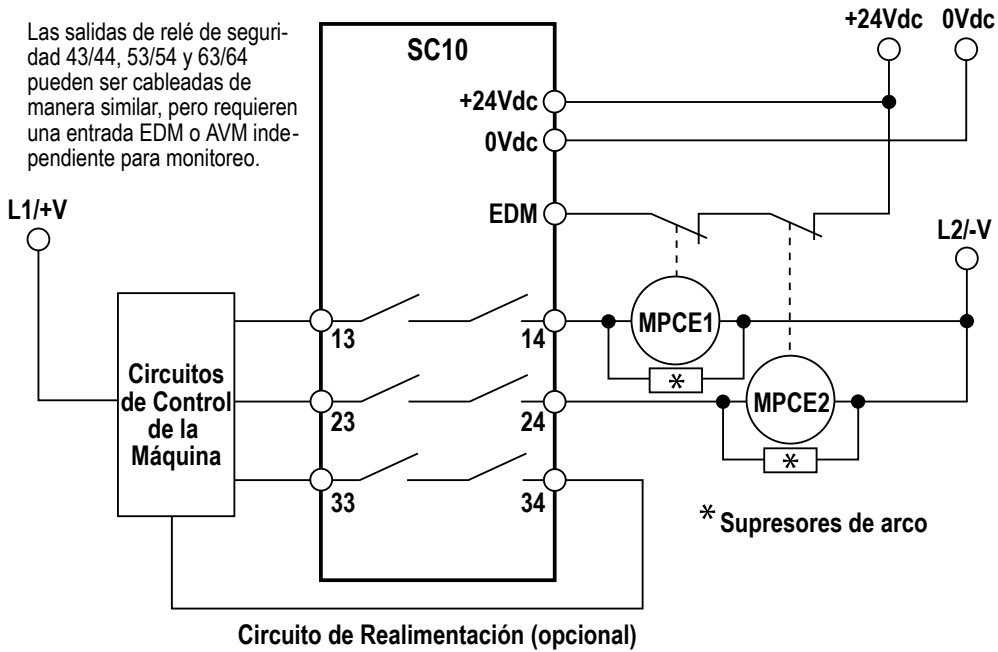 Las salidas de relé de seguri-
dad 43/44, 53/54 y 63/64
pueden ser cableadas de
manera similar, pero requieren
una entrada EDM o AVM inde-
pendiente para monitoreo.
SC10
+24Vdc 0Vdc
+24Vdc
0Vdc
EDM
L1/+V
L2/-V
MPCE1
13 14
*
Circuitos
de Control
de la
Máquina
MPCE2
23 24
*
33 34
* Supresores de arco
Circuito de Realimentación (opcional)